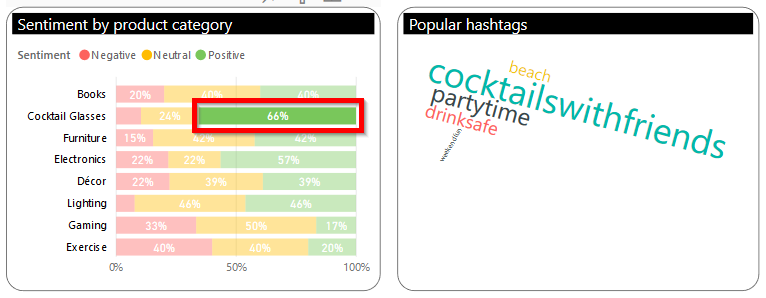 Sentiment by product category
Sentiment Negative Neutral Positive
Books 20% 40% 40%
Cocktail Glasses 24% 66%
Furniture 15% 42% 42%
Electronics 22% 22% 57%
Décor 22% 39% 39%
Lighting 46% 46%
Gaming 33% 50% 17%
Exercise 40% 40% 20%
0% 50% 100%
Popular hashtags
beach
cocktailswithfriends
partytime
drinksafe
weekendfun